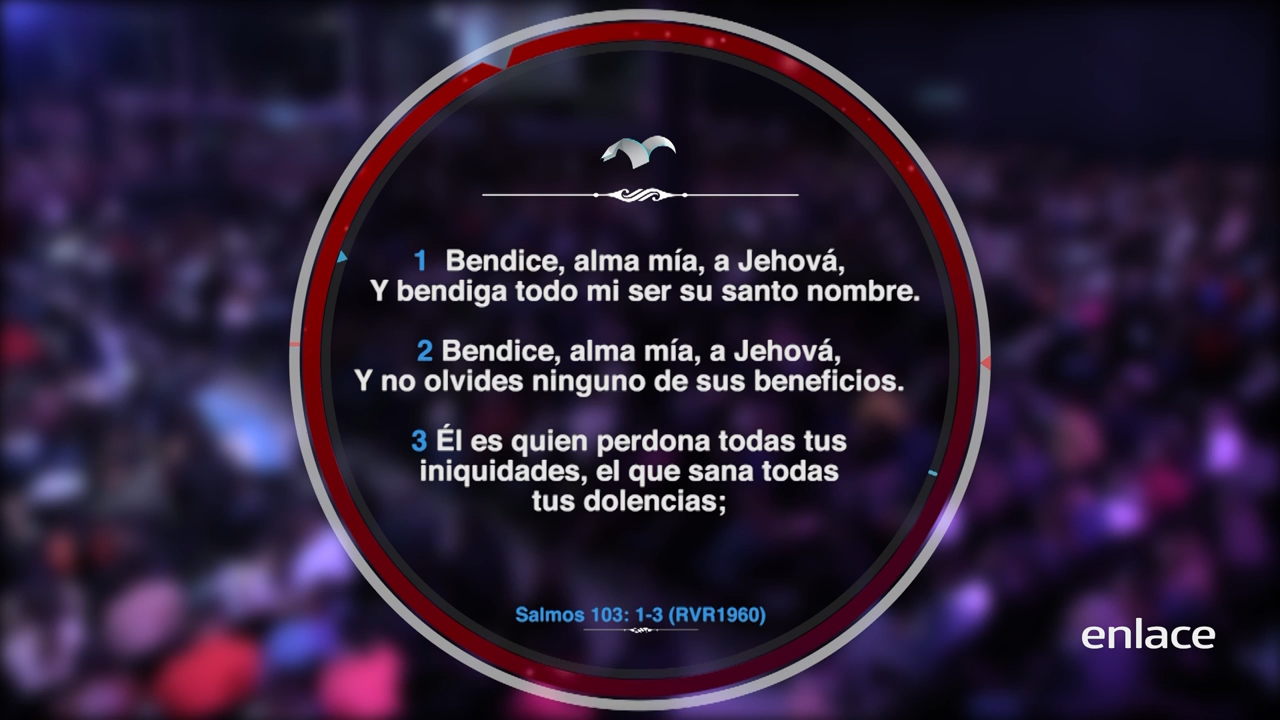 1 Bendice, alma mía, a Jehová,
Y bendiga todo mi ser su santo nombre.
2 Bendice, alma mía, a Jehová,
Y no olvides ninguno de sus beneficios.
3 Él es quien perdona todas tus
iniquidades, el que sana todas
tus dolencias;
Salmos 103: 1-3 (RVR1960)
enlace